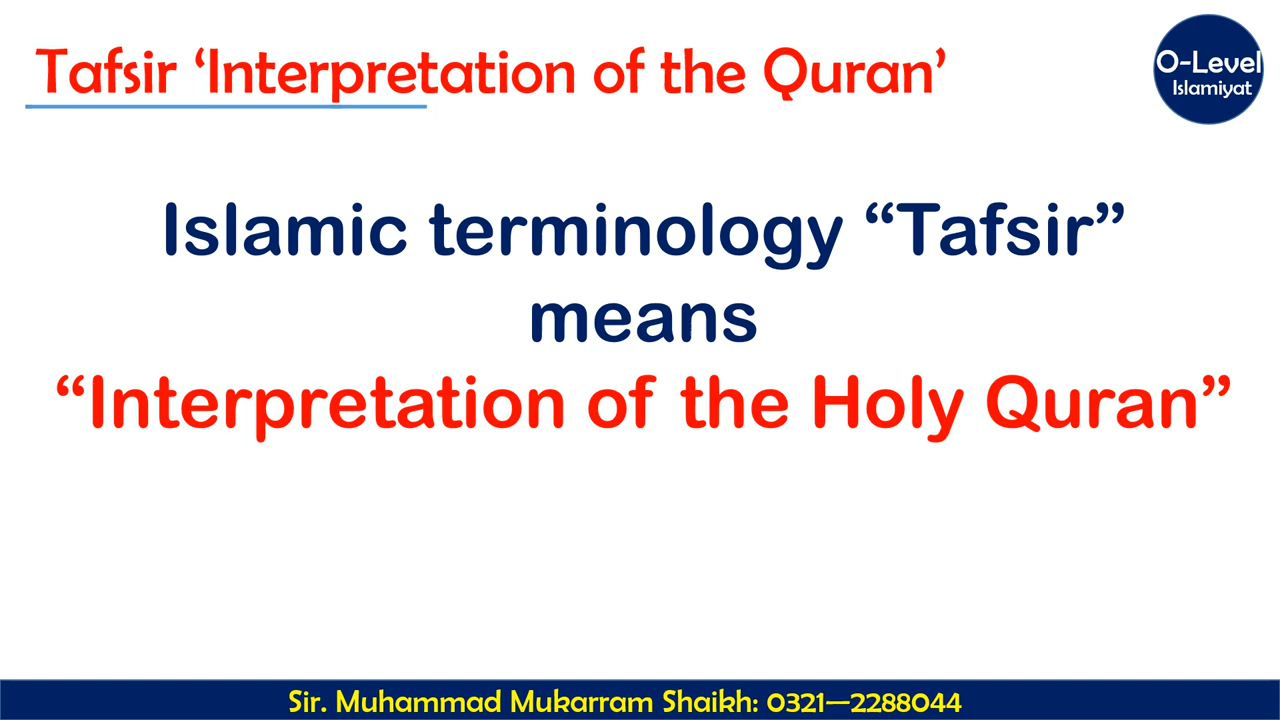 Tafsir ‘Interpretation of the Quran’
O-Level
Islamiyat
Islamic terminology “Tafsir”
means
“Interpretation of the Holy Quran”
Sir. Muhammad Mukarram Shaikh: 0321—2288044